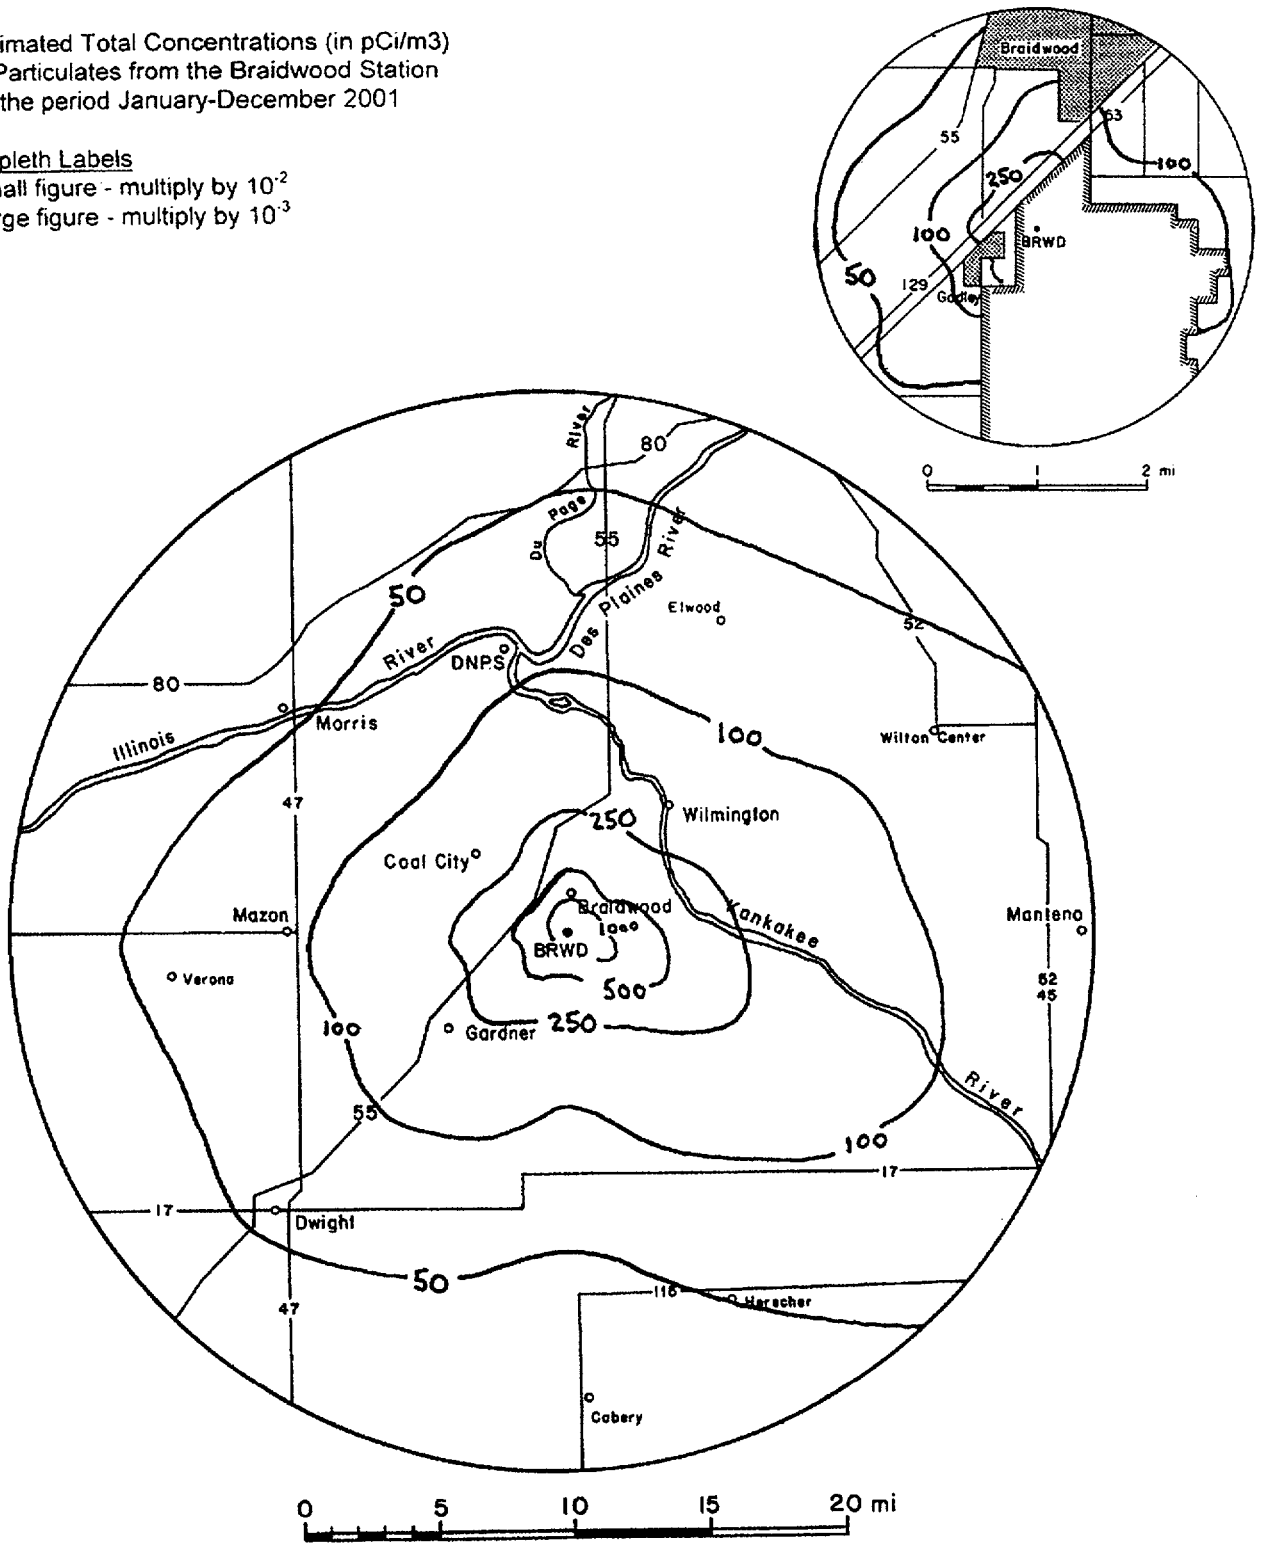 imated Total Concentrations (in pCi/m3)
Particulates from the Braidwood Station
the period January-December 2001
pleth Labels
all figure - multiply by 10-2
rge figure - multiply by 10-3
Braidwood
53
55
100
250
100
BRWD
50
129
Godley
0 1 2 mi
River
80
Page
55
Du
50
Des Plaines River
Elwood
52
River
DNPS
80
Morris
Illinois
100
Wilton Center
47
250
Wilmington
Coal City
Braidwood
Kankakee
Mazon
1000
Manteno
BRWD
Verona
52
45
500
100
Gardner
250
River
55
100
17
17
Dwight
50
116
Herscher
47
Cabery
0 5 10 15 20 mi